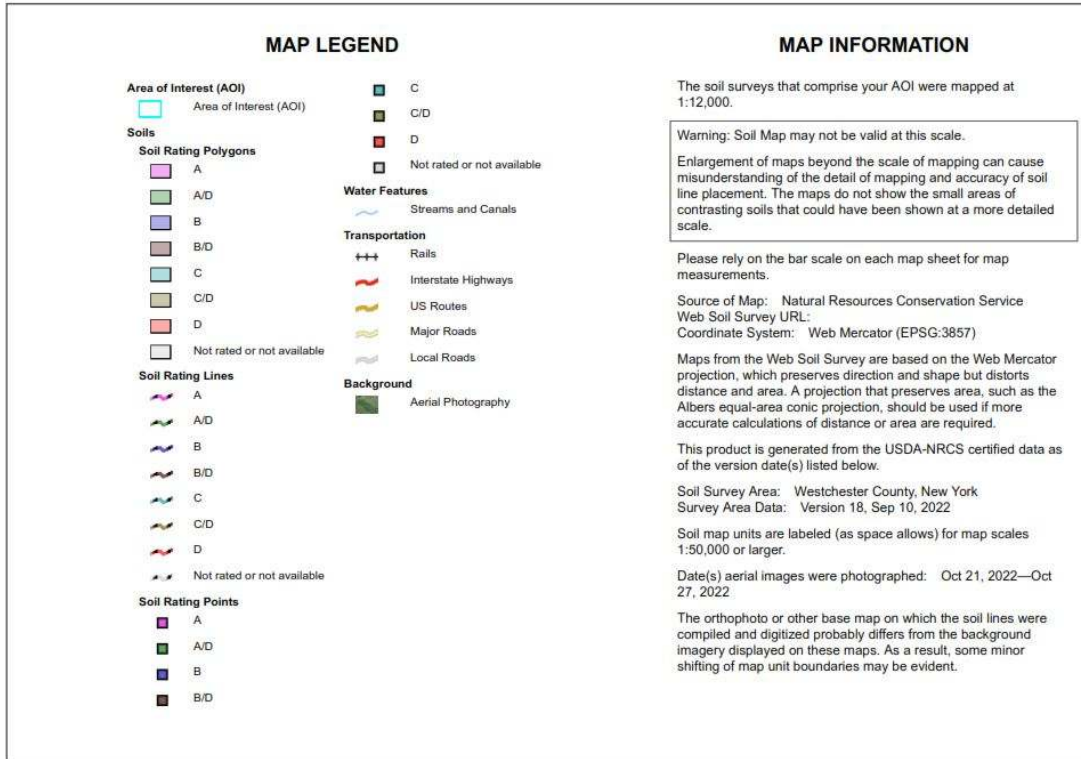 MAP LEGEND
Area of Interest (AOI)
Area of Interest (AOI)
Soils
Soil Rating Polygons
A
A/D
B
B/D
C
C/D
D
Not rated or not available
Soil Rating Lines
A
A/D
B
B/D
C
C/D
D
Not rated or not available
Soil Rating Points
A
A/D
B
B/D
C
C/D
D
Not rated or not available
Water Features
Streams and Canals
Transportation
Rails
Interstate Highways
US Routes
Major Roads
Local Roads
Background
Aerial Photography
MAP INFORMATION
The soil surveys that comprise your AOI were mapped at
1:12,000.
Warning: Soil Map may not be valid at this scale.
Enlargement of maps beyond the scale of mapping can cause
misunderstanding of the detail of mapping and accuracy of soil
line placement. The maps do not show the small areas of
contrasting soils that could have been shown at a more detailed
scale.
Please rely on the bar scale on each map sheet for map
measurements.
Source of Map: Natural Resources Conservation Service
Web Soil Survey URL:
Coordinate System: Web Mercator (EPSG:3857)
Maps from the Web Soil Survey are based on the Web Mercator
projection, which preserves direction and shape but distorts
distance and area. A projection that preserves area, such as the
Albers equal-area conic projection, should be used if more
accurate calculations of distance or area are required.
This product is generated from the USDA-NRCS certified data as
of the version date(s) listed below.
Soil Survey Area: Westchester County, New York
Survey Area Data: Version 18, Sep 10, 2022
Soil map units are labeled (as space allows) for map scales
1:50,000 or larger.
Date(s) aerial images were photographed: Oct 21, 2022—Oct
27, 2022
The orthophoto or other base map on which the soil lines were
compiled and digitized probably differs from the background
imagery displayed on these maps. As a result, some minor
shifting of map unit boundaries may be evident.